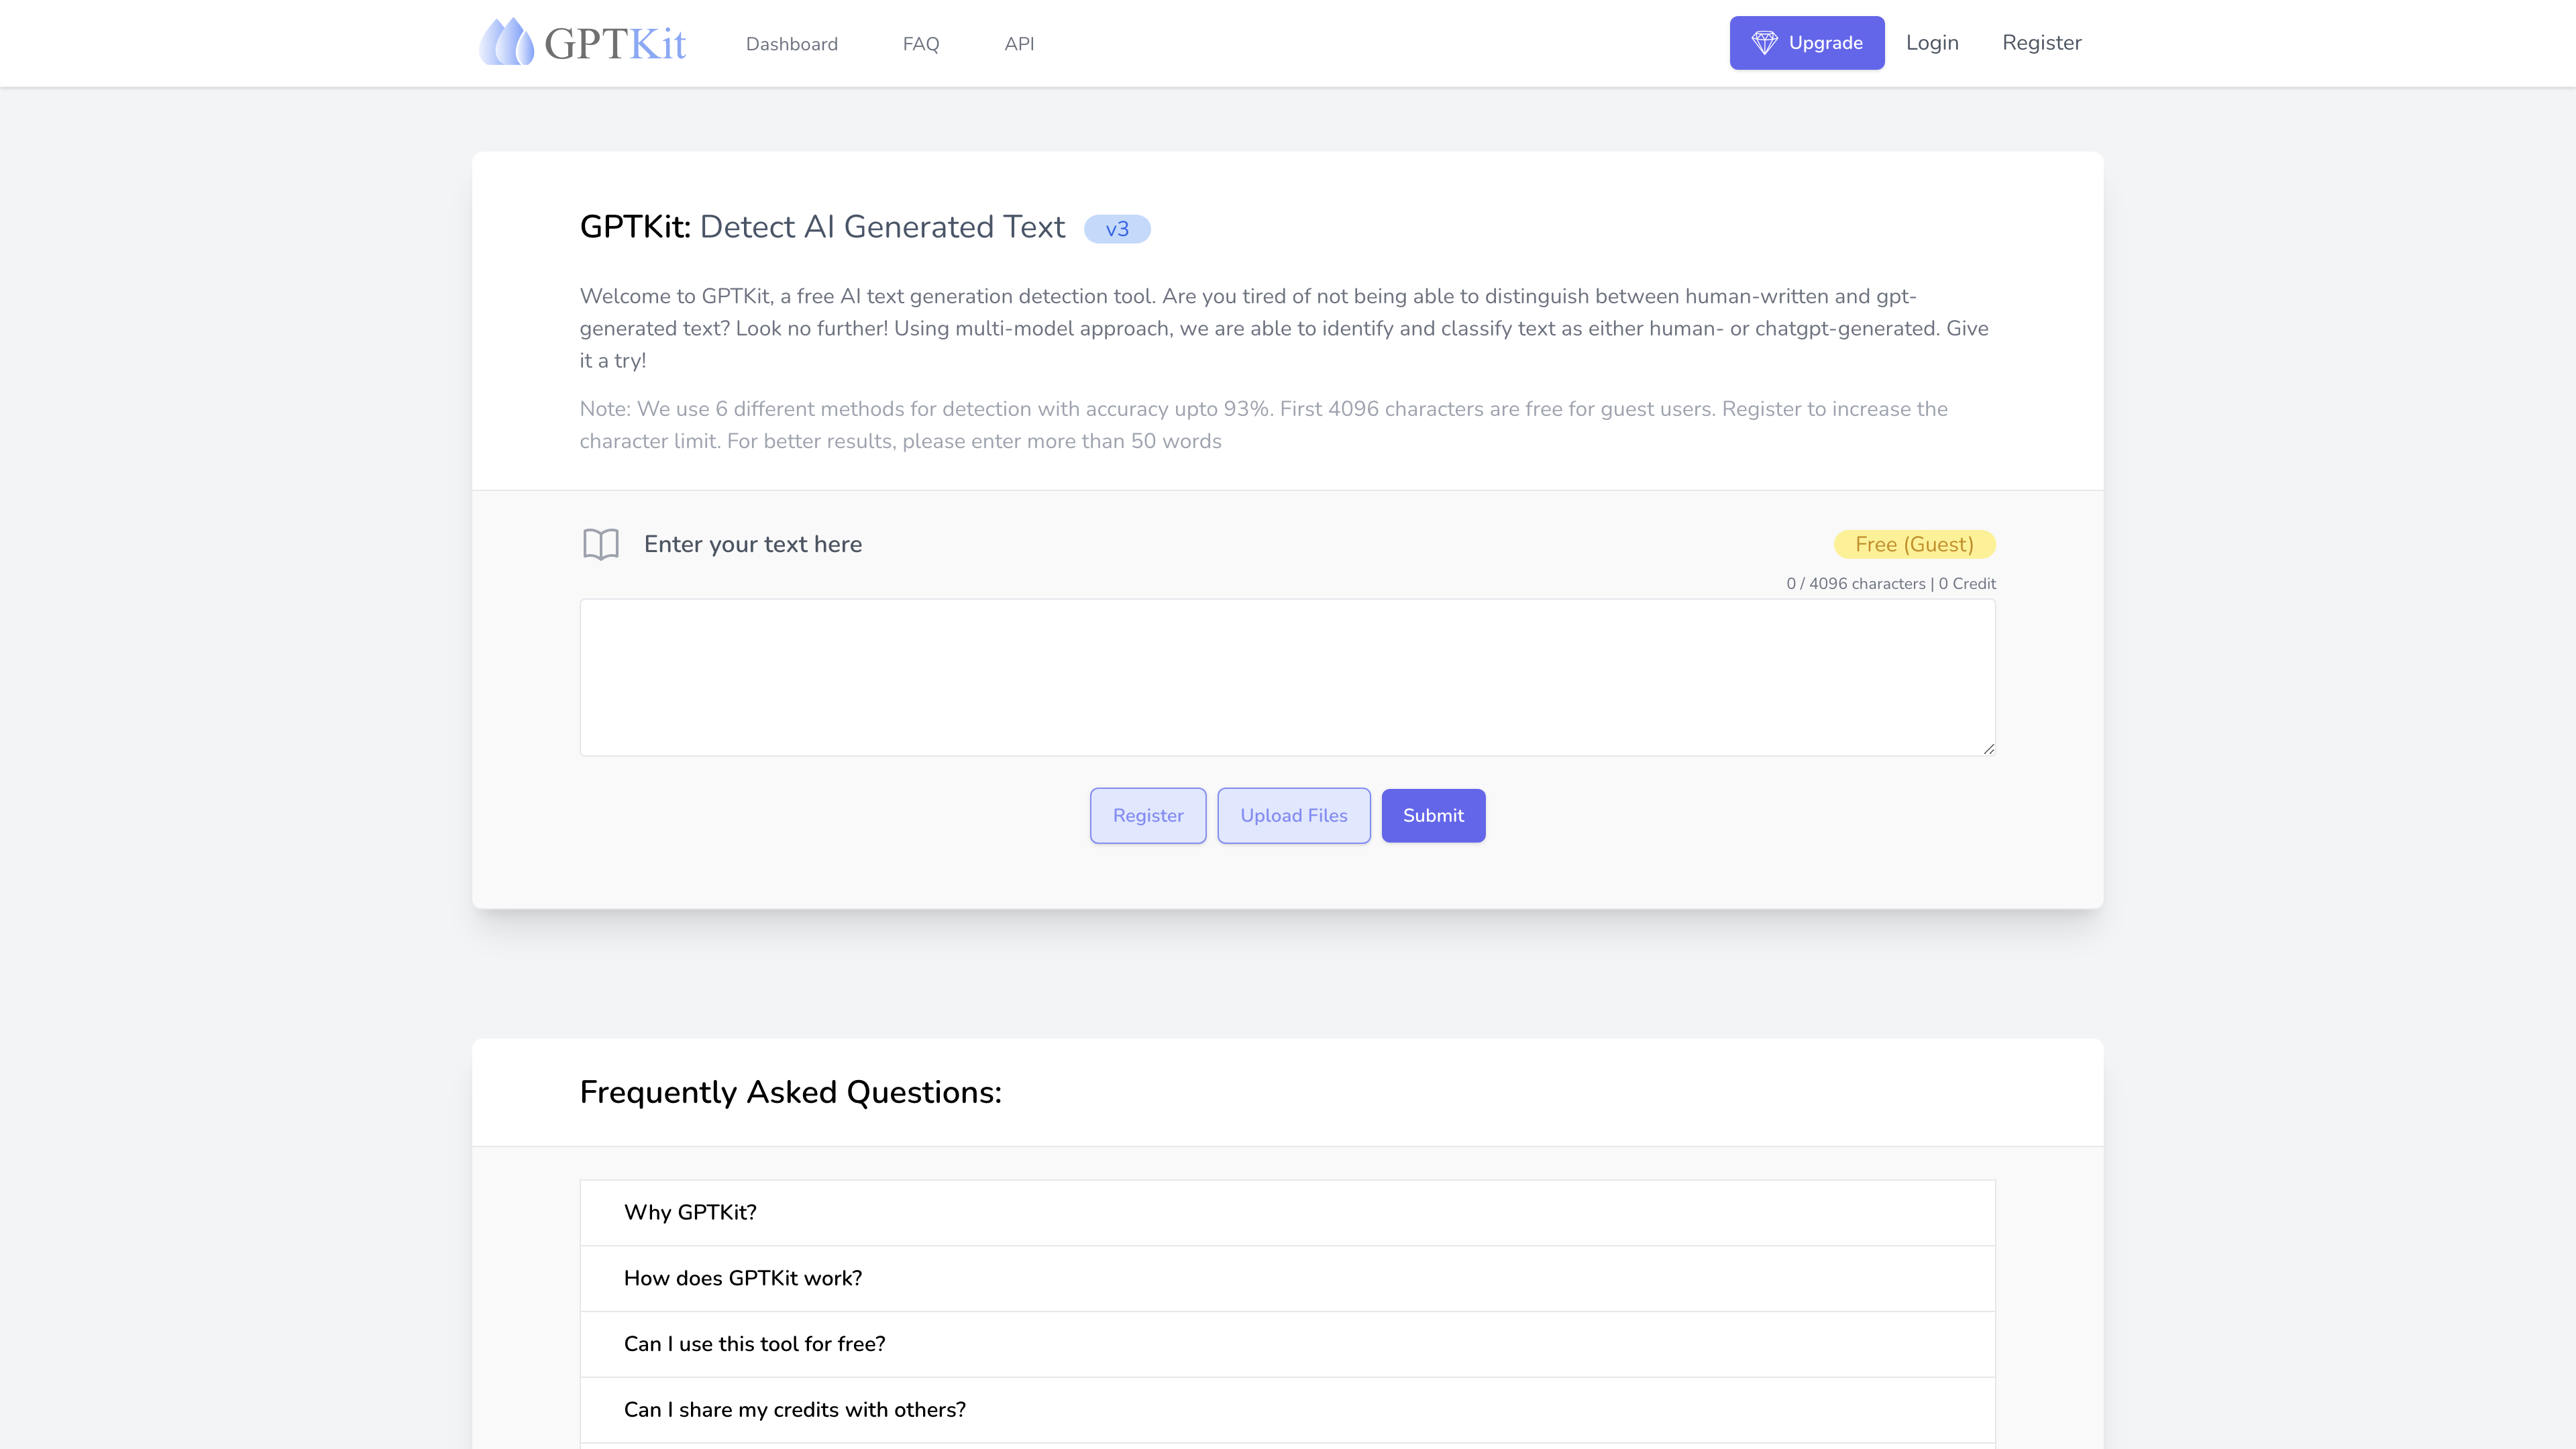 GPTKit
Dashboard
FAQ
API
Upgrade
Login
Register
GPTKit: Detect AI Generated Text v3
Welcome to GPTKit, a free AI text generation detection tool. Are you tired of not being able to distinguish between human-written and gpt-
generated text? Look no further! Using multi-model approach, we are able to identify and classify text as either human- or chatgpt-generated. Give
it a try!
Note: We use 6 different methods for detection with accuracy upto 93%. First 4096 characters are free for guest users. Register to increase the
character limit. For better results, please enter more than 50 words
Enter your text here
Free (Guest)
0 / 4096 characters | 0 Credit
Register
Upload Files
Submit
Frequently Asked Questions:
Why GPTKit?
How does GPTKit work?
Can I use this tool for free?
Can I share my credits with others?